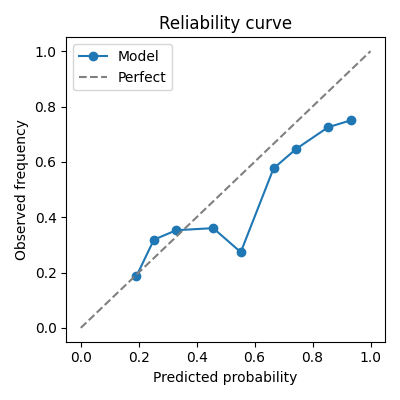 Reliability curve
Model
Perfect
1.0
0.8
0.6
0.4
0.2
0.0
Observed frequency
0.0 0.2 0.4 0.6 0.8 1.0
Predicted probability